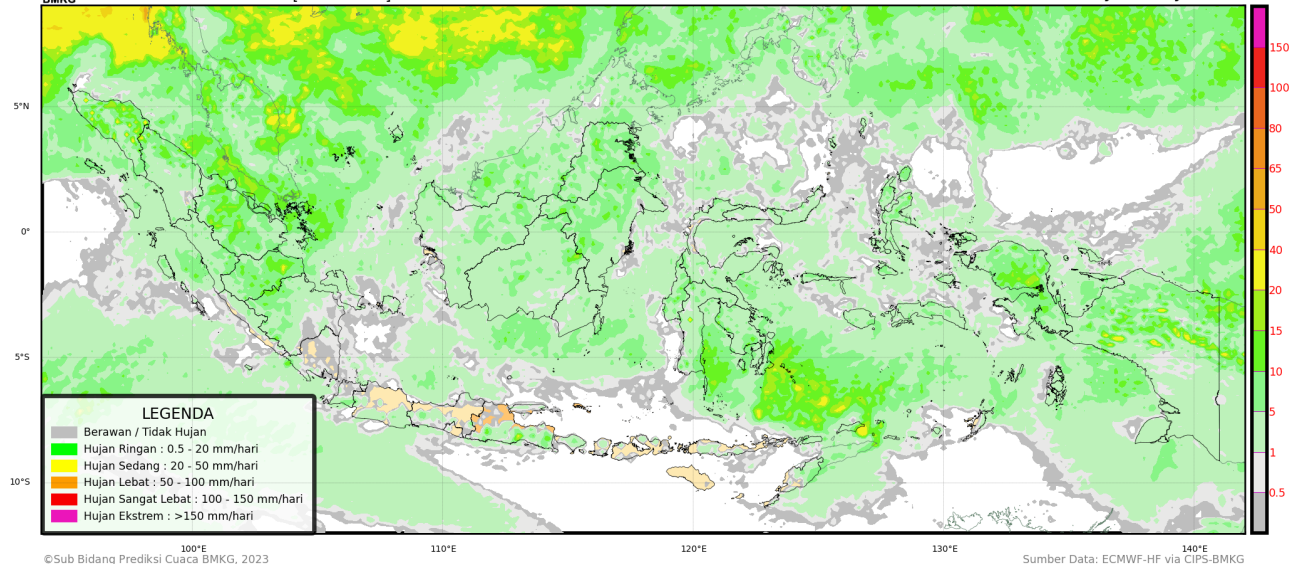 BMKG
150
100
80
65
50
40
20
15
10
5
1
0.5
5°N
0°
5°S
10°S
LEGENDA
Berawan / Tidak Hujan
Hujan Ringan : 0.5 - 20 mm/hari
Hujan Sedang : 20 - 50 mm/hari
Hujan Lebat : 50 - 100 mm/hari
Hujan Sangat Lebat : 100 - 150 mm/hari
Hujan Ekstrem : >150 mm/hari
100°E
110°E
120°E
130°E
140°E
©Sub Bidang Prediksi Cuaca BMKG, 2023
Sumber Data: ECMWF-HF via CIPS-BMKG